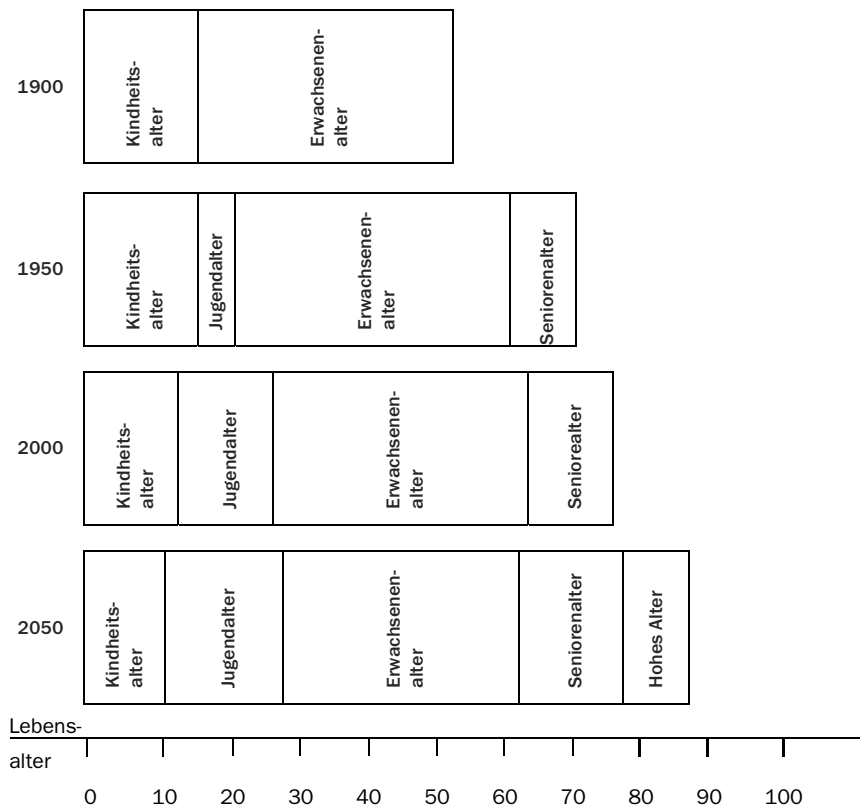 1900
Kindheits-
alter
Erwachsenen-
alter
1950
Kindheits-
alter
Jugendalter
Erwachsenen-
alter
Seniorenalter
2000
Kindheits-
alter
Jugendalter
Erwachsenen-
alter
Seniorealter
2050
Kindheits-
alter
Jugendalter
Erwachsenen-
alter
Seniorenalter
Hohes Alter
Lebens-
alter
0 10 20 30 40 50 60 70 80 90 100